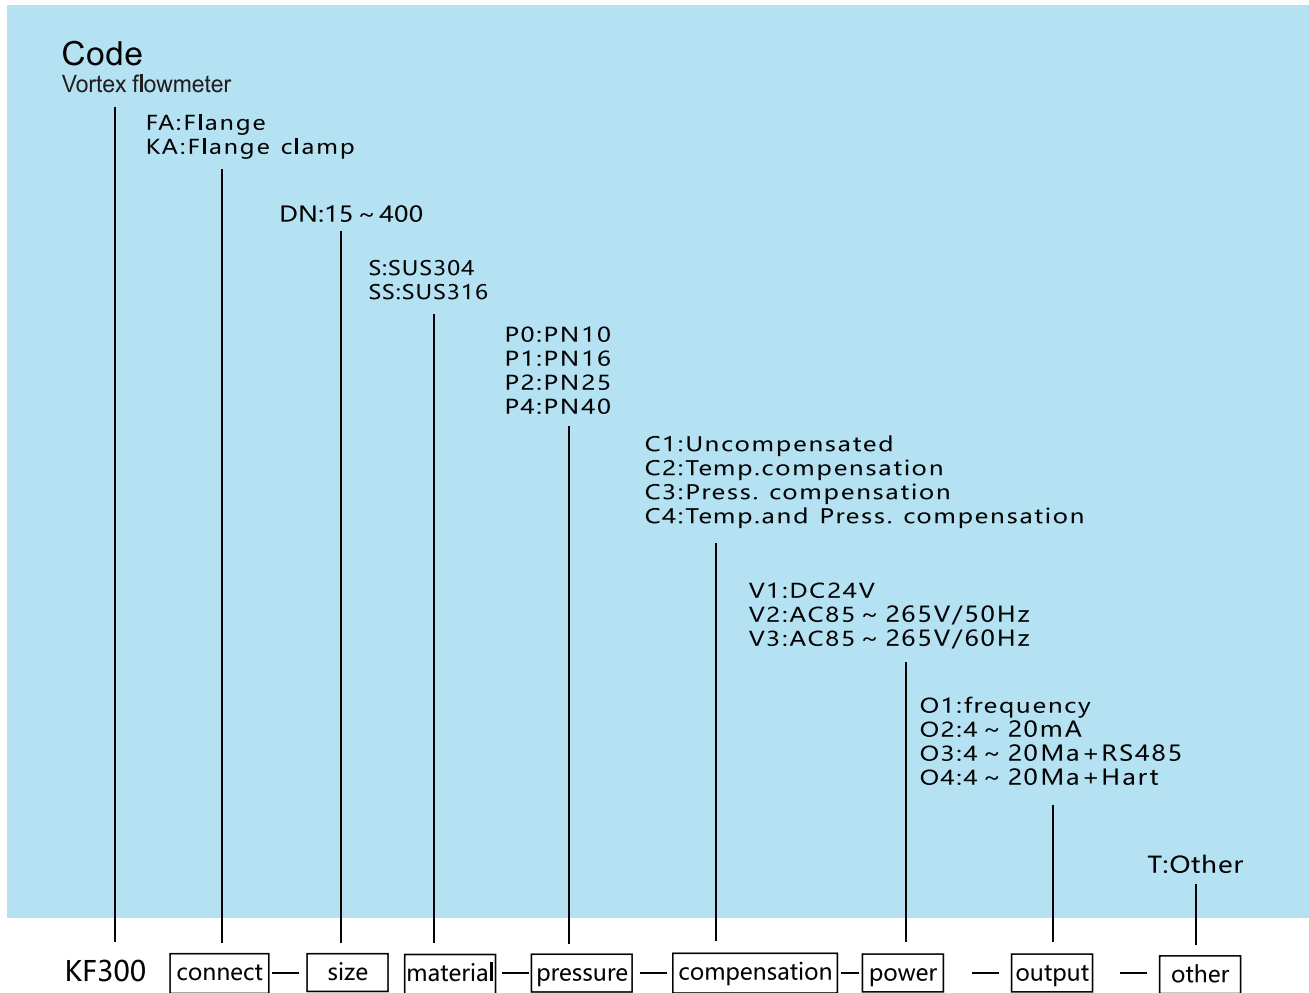 Code
Vortex flowmeter
FA:Flange
KA:Flange clamp
DN:15～400
S:SUS304
SS:SUS316
P0:PN10
P1:PN16
P2:PN25
P4:PN40
C1:Uncompensated
C2:Temp.compensation
C3:Press. compensation
C4:Temp.and Press. compensation
V1:DC24V
V2:AC85～265V/50Hz
V3:AC85～265V/60Hz
O1:frequency
O2:4～20mA
O3:4～20Ma+RS485
O4:4～20Ma+Hart
T:Other
KF300 connect — size material — pressure — compensation — power — output — other